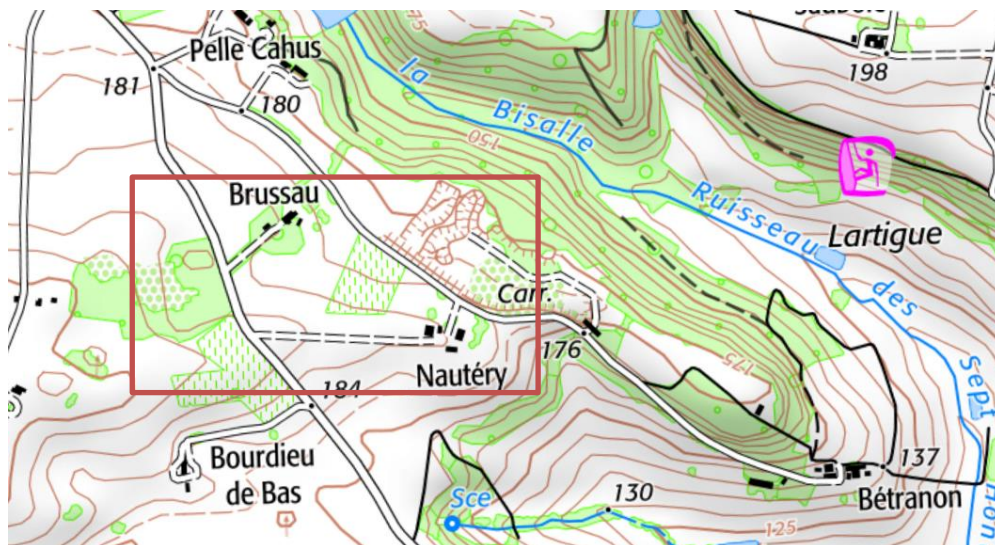 175
Pelle Cahus
181
180
198
la
Bisalle
150
Brussau
Ruisseau
Lartigue
des
Sept
Carr.
176
Nautéry
175
184
Bourdieu
de Bas
Sce
130
137
Bétranon
125